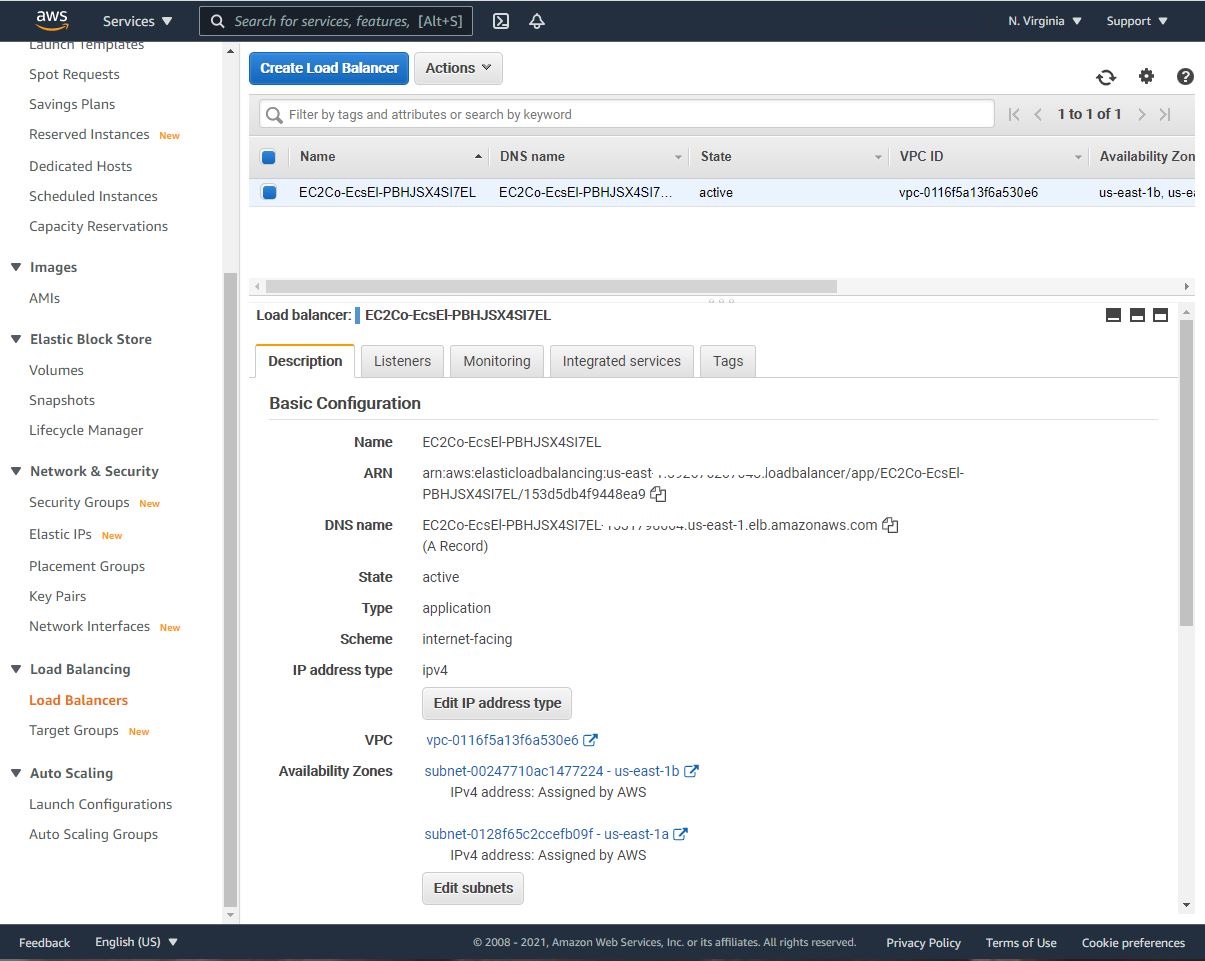 aws Services Search for services, features, [Alt+S] N. Virginia Support
Launch Templates
Spot Requests
Savings Plans
Reserved Instances New
Dedicated Hosts
Scheduled Instances
Capacity Reservations
Images
AMIs
Elastic Block Store
Volumes
Snapshots
Lifecycle Manager
Network & Security
Security Groups New
Elastic IPs New
Placement Groups
Key Pairs
Network Interfaces New
Load Balancing
Load Balancers
Target Groups New
Auto Scaling
Launch Configurations
Auto Scaling Groups
Create Load Balancer Actions
Filter by tags and attributes or search by keyword 1 to 1 of 1
Name DNS name State VPC ID Availability Zon
EC2Co-EcsEl-PBHJSX4SI7EL EC2Co-EcsEl-PBHJSX4SI7... active vpc-0116f5a13f6a530e6 us-east-1b, us-ea
Load balancer: EC2Co-EcsEl-PBHJSX4SI7EL
Description Listeners Monitoring Integrated services Tags
Basic Configuration
Name EC2Co-EcsEl-PBHJSX4SI7EL
ARN arn:aws:elasticloadbalancing:us-east- loadbalancer/app/EC2Co-EcsEl-
PBHJSX4SI7EL/153d5db4f9448ea9
DNS name EC2Co-EcsEl-PBHJSX4SI7EL- .us-east-1.elb.amazonaws.com
(A Record)
State active
Type application
Scheme internet-facing
IP address type ipv4
Edit IP address type
VPC vpc-0116f5a13f6a530e6
Availability Zones subnet-00247710ac1477224 - us-east-1b
IPv4 address: Assigned by AWS
subnet-0128f65c2ccefb09f - us-east-1a
IPv4 address: Assigned by AWS
Edit subnets
Feedback English (US) © 2008 - 2021, Amazon Web Services, Inc. or its affiliates. All rights reserved. Privacy Policy Terms of Use Cookie preferences